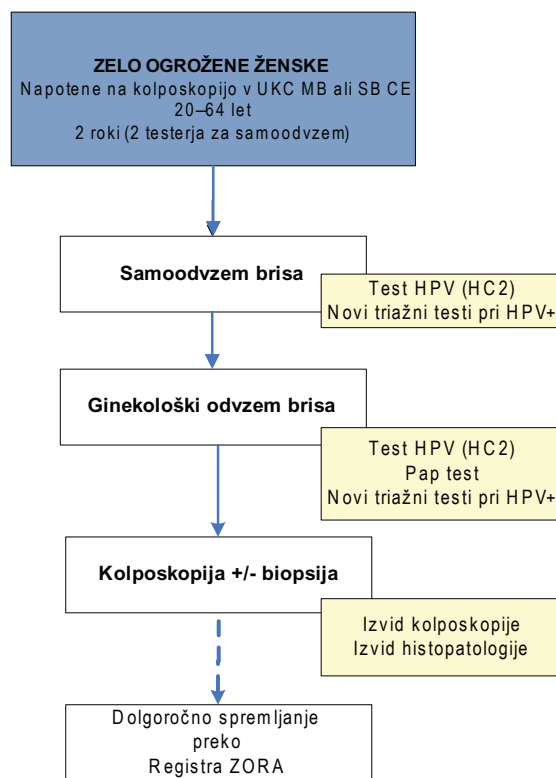 ZELO OGROŽENE ŽENSKE
Napotene na kolposkopijo v UKC MB ali SB CE
20–64 let
2 roki (2 testerja za samoodvzem)
Samoodvzem brisa
Test HPV (HC2)
Novi triažni testi pri HPV+
Ginekološki odvzem brisa
Test HPV (HC2)
Pap test
Novi triažni testi pri HPV+
Kolposkopija +/- biopsija
Izvid kolposkopije
Izvid histopatologije
Dolgoročno spremljanje
preko
Registra ZORA